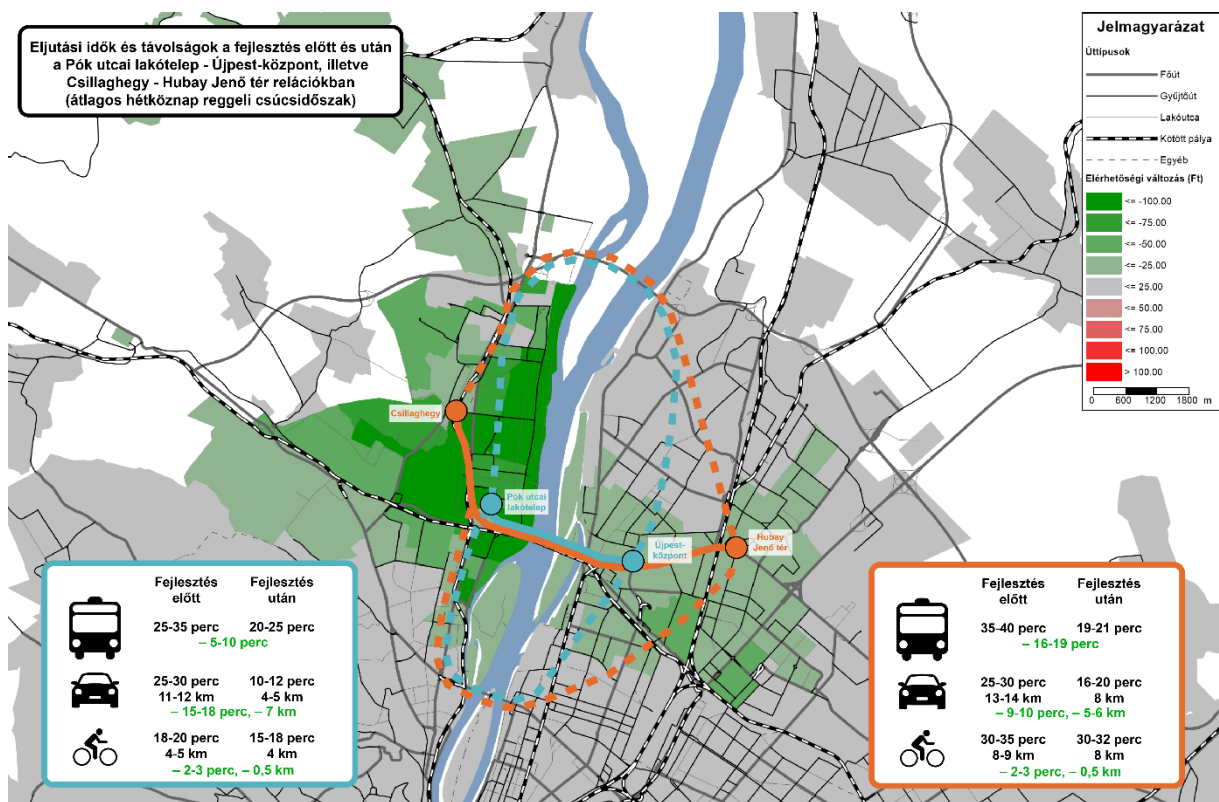 Eljutási idők és távolságok a fejlesztés előtt és után
a Pók utcai lakótelep - Újpest-központ, illetve
Csillaghegy - Hubay Jenő tér relációkban
(átlagos hétköznap reggeli csúcsidőszak)
Jelmagyarázat
Úttípusok
Főút
Gyűjtőút
Lakóutca
Kötött pálya
Egyéb
Elérhetőségi változás (Ft)
<= -100.00
<= -75.00
<= -50.00
<= -25.00
<= 25.00
<= 50.00
<= 75.00
<= 100.00
> 100.00
0 600 1200 1800 m
Csillaghegy
Pók utcai
lakótelep
Újpest-
központ
Hubay
Jenő tér
Fejlesztés Fejlesztés
előtt után
25-35 perc 20-25 perc
– 5-10 perc
25-30 perc 10-12 perc
11-12 km 4-5 km
– 15-18 perc, – 7 km
18-20 perc 15-18 perc
4-5 km 4 km
– 2-3 perc, – 0,5 km
Fejlesztés Fejlesztés
előtt után
35-40 perc 19-21 perc
– 16-19 perc
25-30 perc 16-20 perc
13-14 km 8 km
– 9-10 perc, – 5-6 km
30-35 perc 30-32 perc
8-9 km 8 km
– 2-3 perc, – 0,5 km